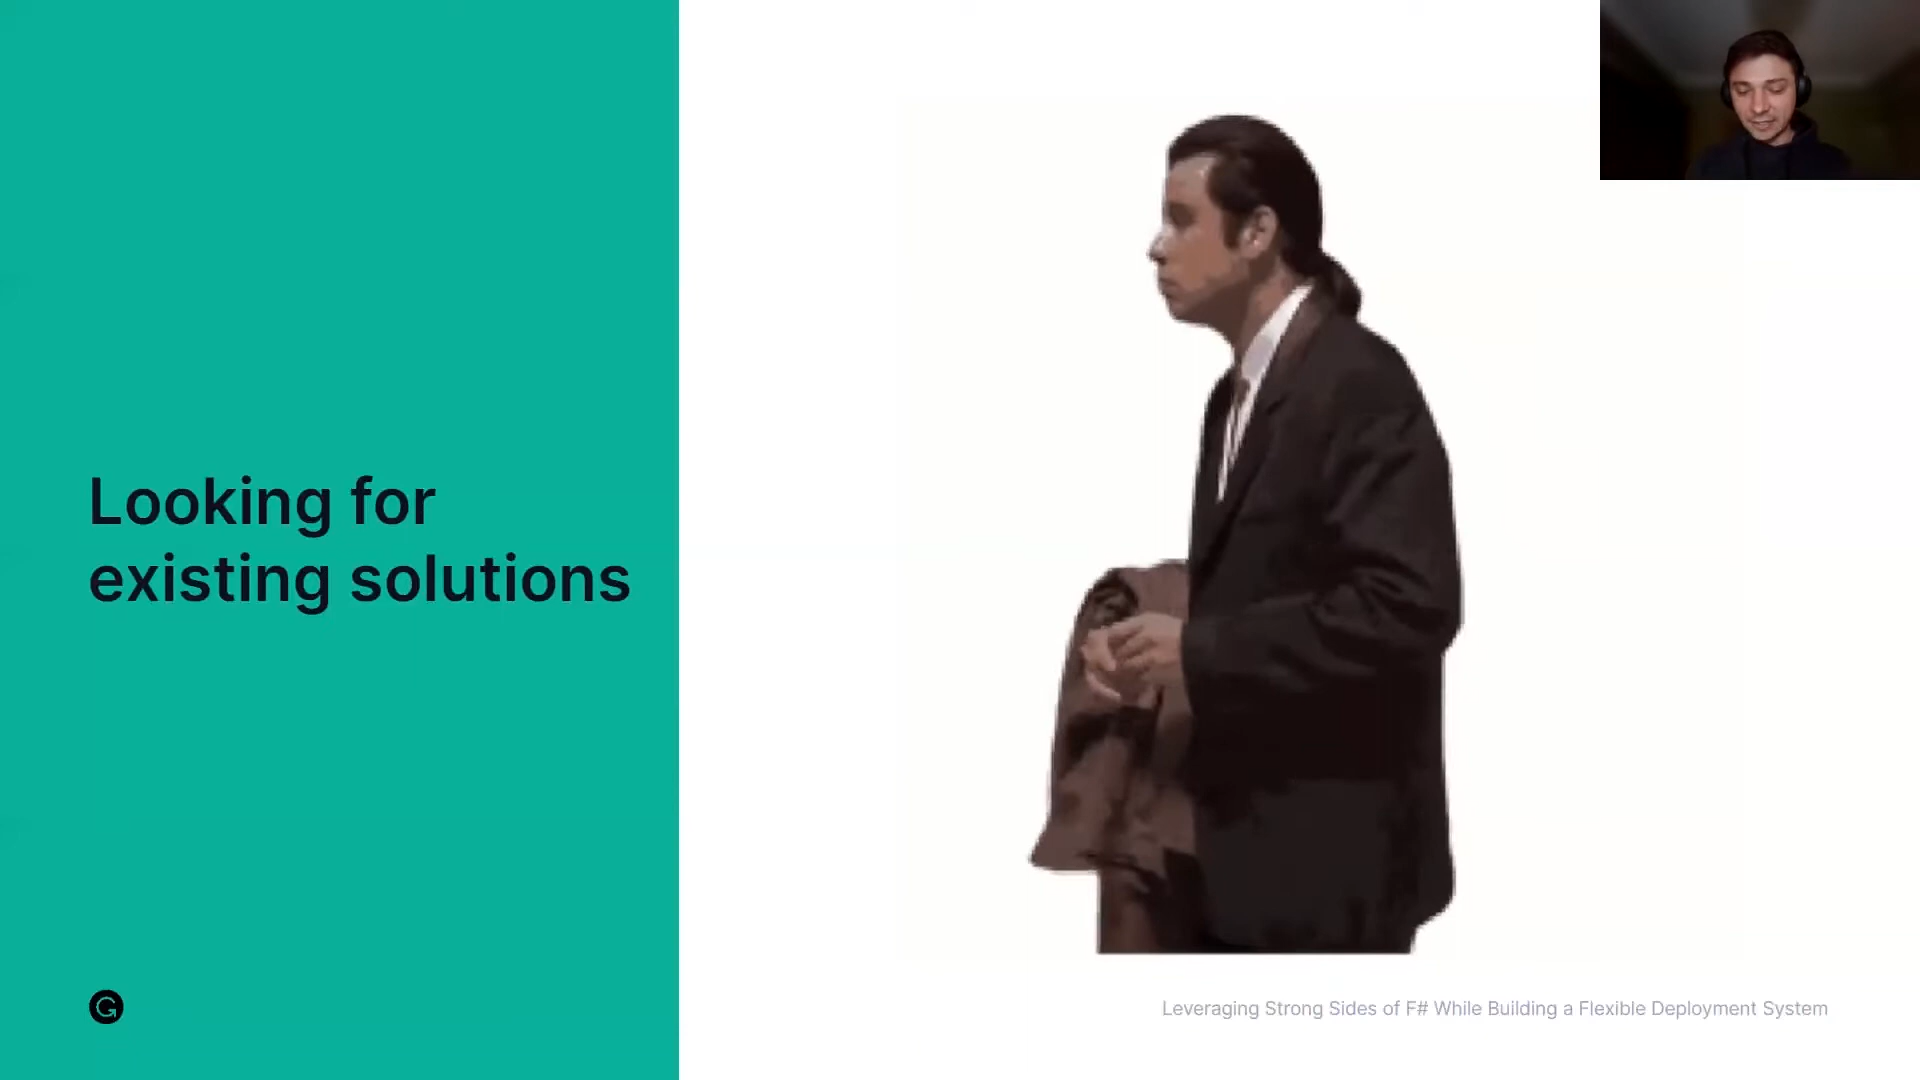 Looking for
existing solutions
Leveraging Strong Sides of F# While Building a Flexible Deployment System